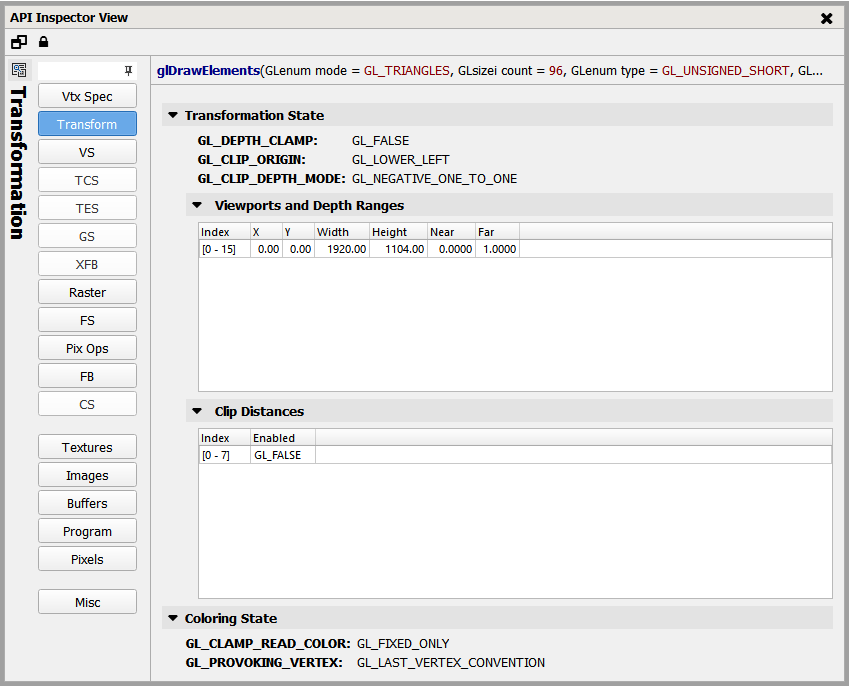 API Inspector View
glDrawElements(GLenum mode = GL_TRIANGLES, GLsizei count = 96, GLenum type = GL_UNSIGNED_SHORT, GL...
Transformation
Vtx Spec
Transform
VS
TCS
TES
GS
XFB
Raster
FS
Pix Ops
FB
CS
Textures
Images
Buffers
Program
Pixels
Misc
Transformation State
GL_DEPTH_CLAMP: GL_FALSE
GL_CLIP_ORIGIN: GL_LOWER_LEFT
GL_CLIP_DEPTH_MODE: GL_NEGATIVE_ONE_TO_ONE
Viewports and Depth Ranges
Index X Y Width Height Near Far
[0 - 15] 0.00 0.00 1920.00 1104.00 0.0000 1.0000
Clip Distances
Index Enabled
[0 - 7] GL_FALSE
Coloring State
GL_CLAMP_READ_COLOR: GL_FIXED_ONLY
GL_PROVOKING_VERTEX: GL_LAST_VERTEX_CONVENTION